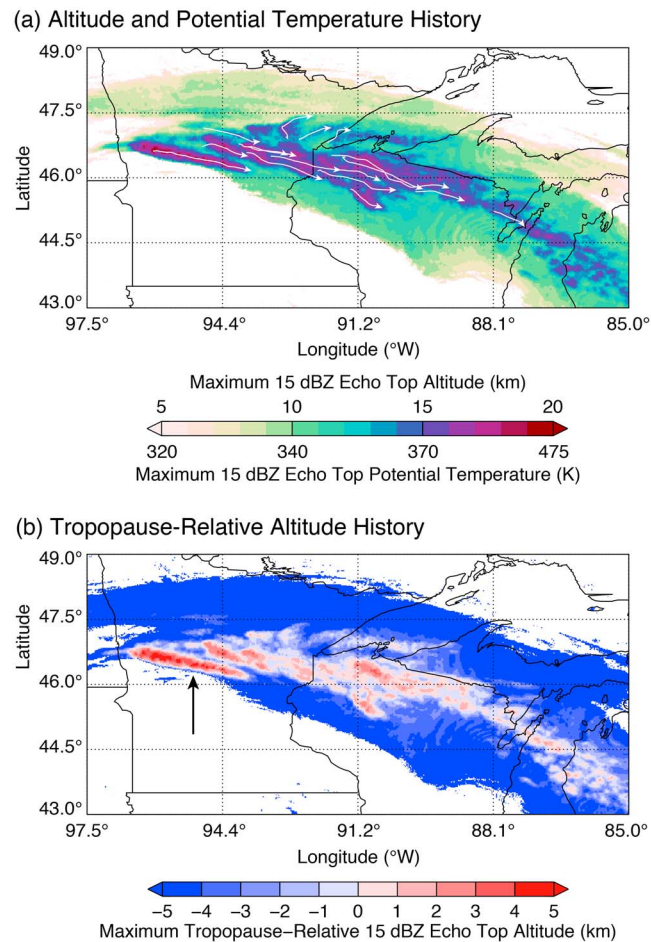 (a) Altitude and Potential Temperature History
49.0°
47.5°
46.0°
44.5°
43.0°
Latitude
97.5°
94.4°
91.2°
88.1°
85.0°
Longitude (°W)
Maximum 15 dBZ Echo Top Altitude (km)
5 10 15 20
320 340 370 475
Maximum 15 dBZ Echo Top Potential Temperature (K)
(b) Tropopause-Relative Altitude History
49.0°
47.5°
46.0°
44.5°
43.0°
Latitude
97.5°
94.4°
91.2°
88.1°
85.0°
Longitude (°W)
−5 −4 −3 −2 −1 0 1 2 3 4 5
Maximum Tropopause−Relative 15 dBZ Echo Top Altitude (km)